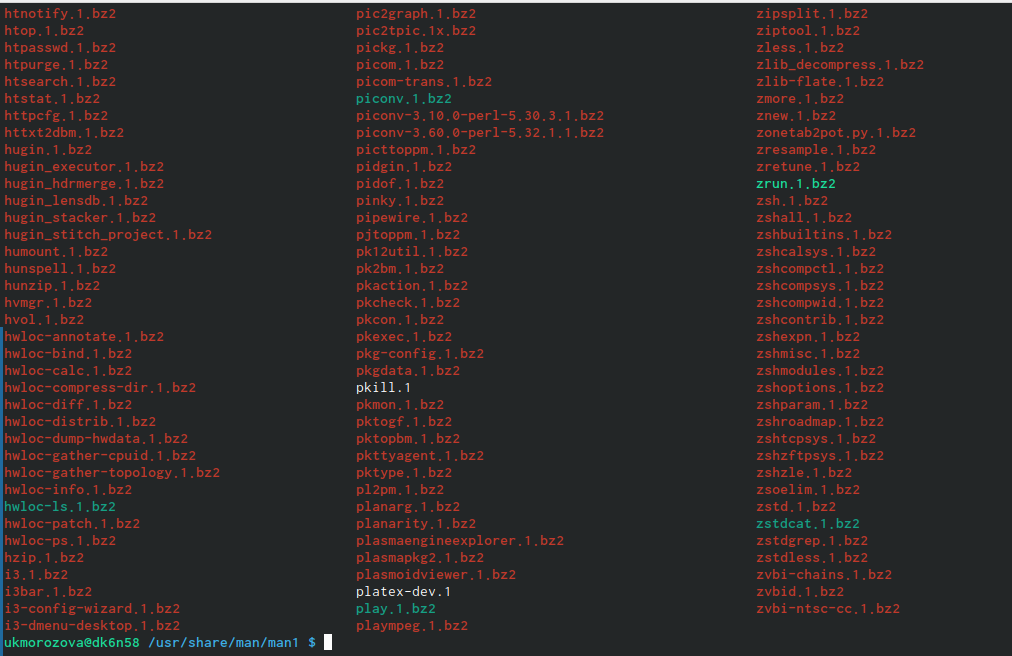 htnotify.1.bz2 pic2graph.1.bz2 zipsplit.1.bz2
htop.1.bz2 pic2tpic.1x.bz2 ziptool.1.bz2
htpasswd.1.bz2 pickg.1.bz2 zless.1.bz2
htpurge.1.bz2 picom.1.bz2 zlib_decompress.1.bz2
htsearch.1.bz2 picom-trans.1.bz2 zlib-flate.1.bz2
htstat.1.bz2 piconv.1.bz2 zmore.1.bz2
httpcfg.1.bz2 piconv-3.10.0-perl-5.30.3.1.bz2 znew.1.bz2
httxt2dbm.1.bz2 piconv-3.60.0-perl-5.32.1.1.bz2 zonetab2pot.py.1.bz2
hugin.1.bz2 picttoppm.1.bz2 zresample.1.bz2
hugin_executor.1.bz2 pidgin.1.bz2 zretune.1.bz2
hugin_hdrmerge.1.bz2 pidof.1.bz2 zrun.1.bz2
hugin_lensdb.1.bz2 pinky.1.bz2 zsh.1.bz2
hugin_stacker.1.bz2 pipewire.1.bz2 zshall.1.bz2
hugin_stitch_project.1.bz2 pjtoppm.1.bz2 zshbuiltins.1.bz2
humount.1.bz2 pk12util.1.bz2 zshcalsys.1.bz2
hunspell.1.bz2 pk2bm.1.bz2 zshcompctl.1.bz2
hunzip.1.bz2 pkaction.1.bz2 zshcompsys.1.bz2
hvmgr.1.bz2 pkcheck.1.bz2 zshcompwid.1.bz2
hvol.1.bz2 pkcon.1.bz2 zshcontrib.1.bz2
hwloc-annotate.1.bz2 pkexec.1.bz2 zshexpn.1.bz2
hwloc-bind.1.bz2 pkg-config.1.bz2 zshmisc.1.bz2
hwloc-calc.1.bz2 pkgdata.1.bz2 zshmodules.1.bz2
hwloc-compress-dir.1.bz2 pkill.1 zshoptions.1.bz2
hwloc-diff.1.bz2 pkmon.1.bz2 zshparam.1.bz2
hwloc-distrib.1.bz2 pktogf.1.bz2 zshroadmap.1.bz2
hwloc-dump-hwdata.1.bz2 pktopbm.1.bz2 zshtcpsys.1.bz2
hwloc-gather-cpuid.1.bz2 pkttyagent.1.bz2 zshzftpsys.1.bz2
hwloc-gather-topology.1.bz2 pktype.1.bz2 zshzle.1.bz2
hwloc-info.1.bz2 pl2pm.1.bz2 zsoelim.1.bz2
hwloc-ls.1.bz2 planarg.1.bz2 zstd.1.bz2
hwloc-patch.1.bz2 planarity.1.bz2 zstdcat.1.bz2
hwloc-ps.1.bz2 plasmaengineexplorer.1.bz2 zstdgrep.1.bz2
hzip.1.bz2 plasmapkg2.1.bz2 zstdless.1.bz2
i3.1.bz2 plasmoidviewer.1.bz2 zvbi-chains.1.bz2
i3bar.1.bz2 platex-dev.1 zvbid.1.bz2
i3-config-wizard.1.bz2 play.1.bz2 zvbi-ntsc-cc.1.bz2
i3-dmenu-desktop.1.bz2 plaympeg.1.bz2
ukmorozova@dk6n58 /usr/share/man/man1 $